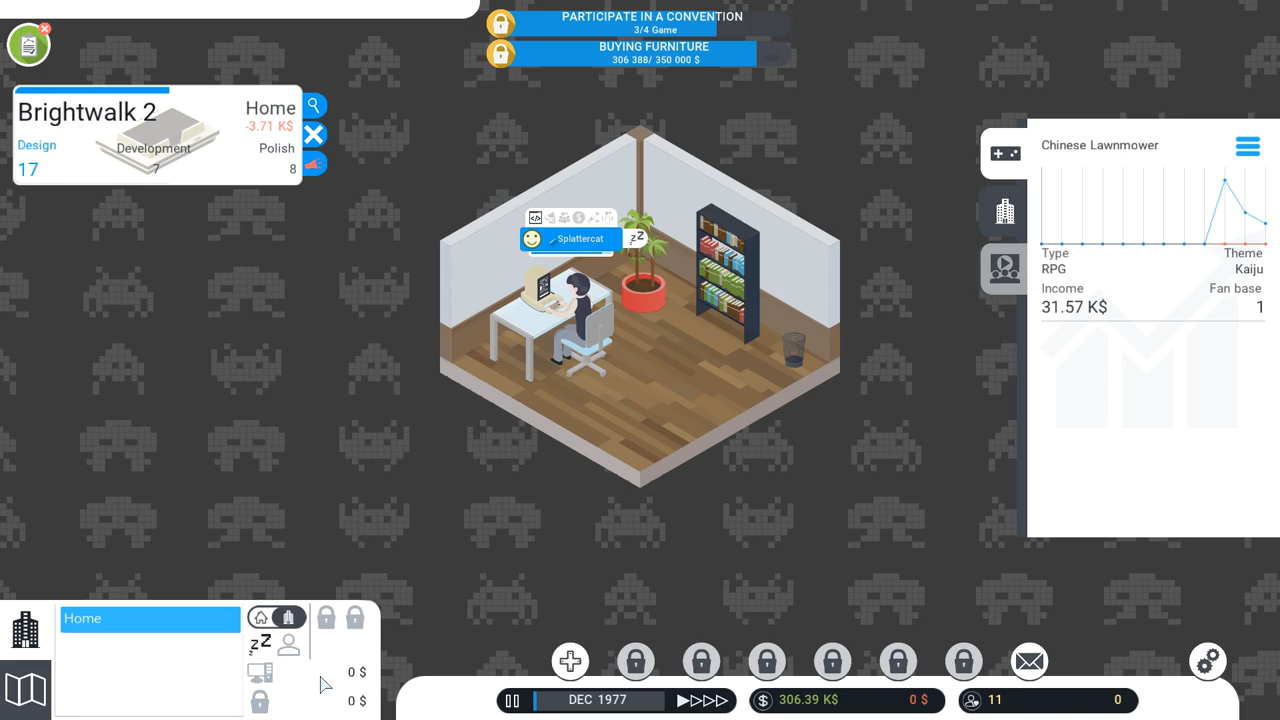 PARTICIPATE IN A CONVENTION
3/4 Game
BUYING FURNITURE
306 388/ 350 000 $
Brightwalk 2
Home
-3.71 K$
Design
Development
Polish
17
7
8
Splattercat
zZ
Chinese Lawnmower
Type
Theme
RPG
Kaiju
Income
Fan base
31.57 K$
1
Home
zZZ
0 $
0 $
DEC 1977
306.39 K$
0 $
11
0